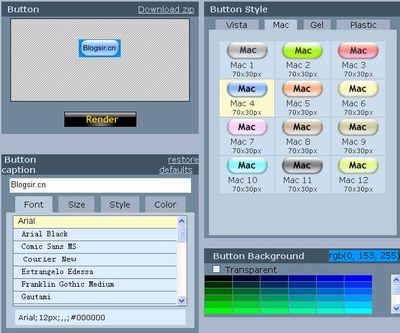 Button Download zip
Blogsir.cn
Render
Button caption restore defaults
Blogsir.cn
Font Size Style Color
Arial
Arial Black
Comic Sans MS
Courier New
Estrangelo Edessa
Franklin Gothic Medium
Gautami
Arial;12px;,;;#000000
Button Style
Vista Mac Gel Plastic
Mac Mac Mac
Mac 1 Mac 2 Mac 3
70x30px 70x30px 70x30px
Mac Mac Mac
Mac 4 Mac 5 Mac 6
70x30px 70x30px 70x30px
Mac Mac Mac
Mac 7 Mac 8 Mac 9
70x30px 70x30px 70x30px
Mac Mac Mac
Mac 10 Mac 11 Mac 12
70x30px 70x30px 70x30px
Button Background rgb(0, 153, 255)
Transparent